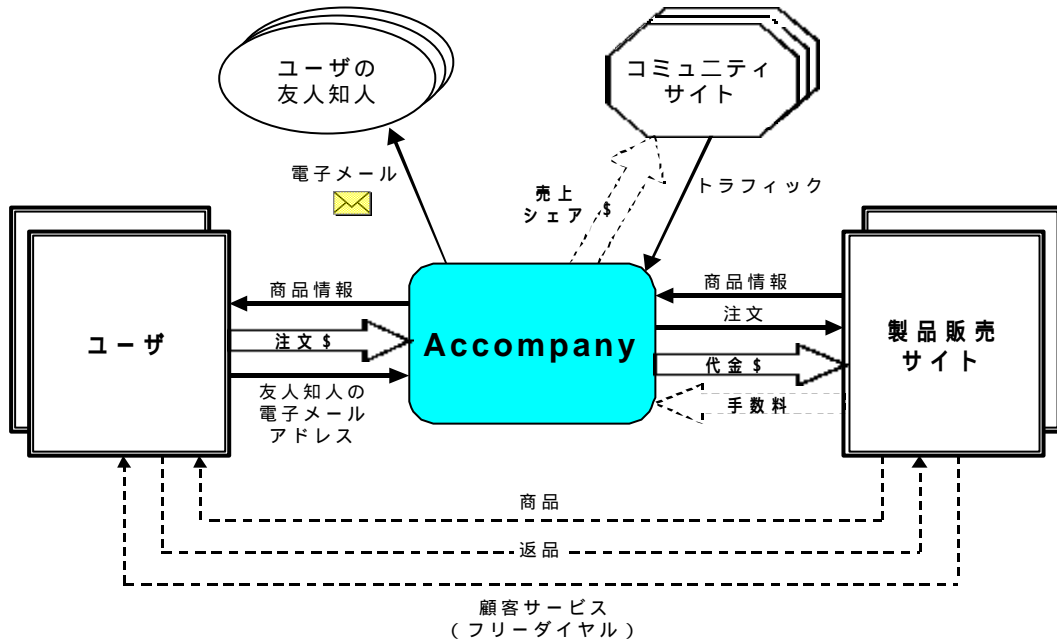 ユーザの
友人知人
コミュニティ
サイト
電子メール
売上
シェア $
トラフィック
商品情報
注文 $
友人知人の
電子メール
アドレス
ユーザ
Accompany
商品情報
注文
代金 $
手数料
製品販売
サイト
商品
返品
顧客サービス
(フリーダイヤル)